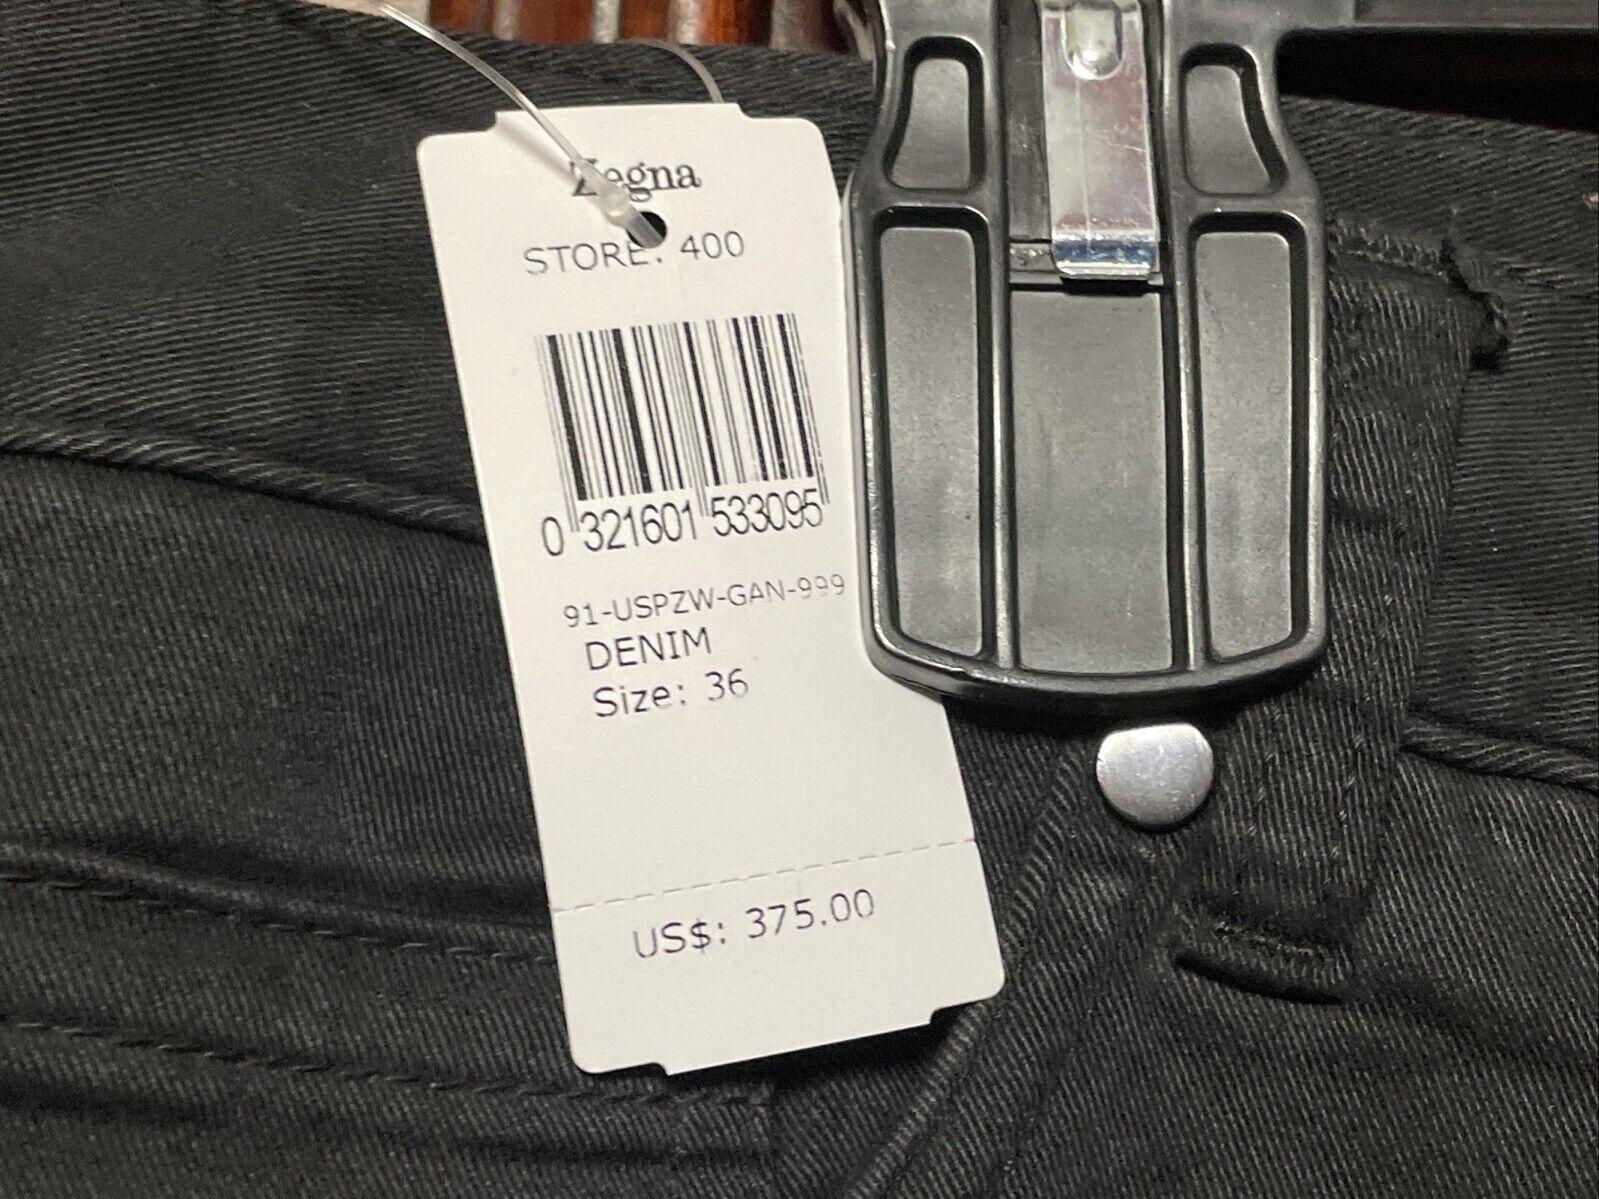 Zegna
STORE: 400
0 321601 533095
91-USPZW-GAN-999
DENIM
Size: 36
US$: 375.00